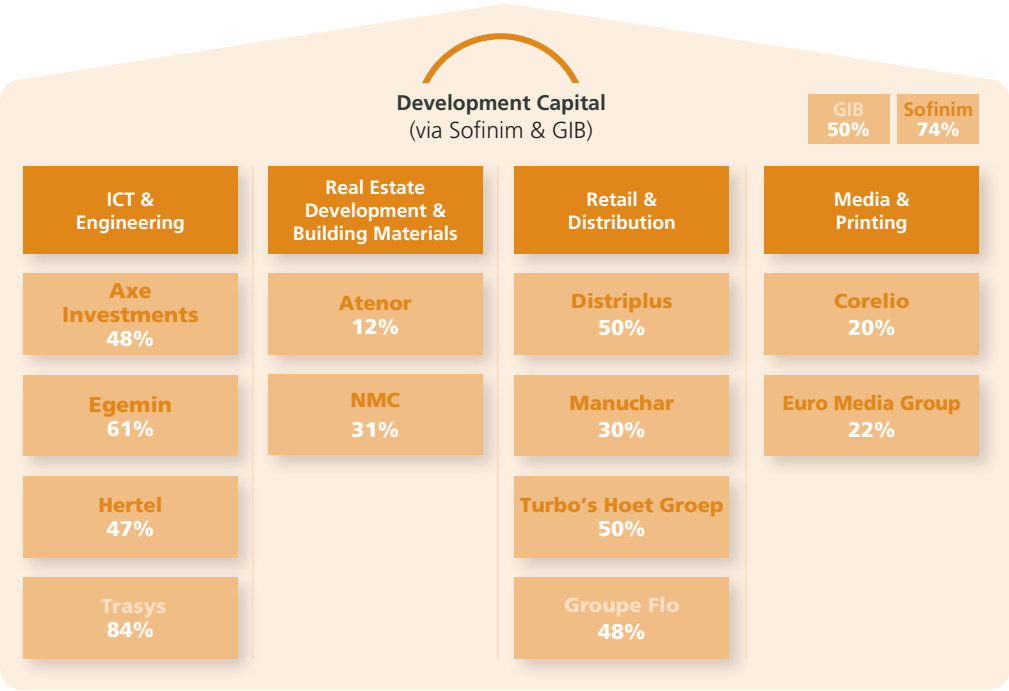 Development Capital
(via Sofinim & GIB)
GIB
50%
Sofinim
74%
ICT &
Engineering
Axe
Investments
48%
Egemin
61%
Hertel
47%
Trasys
84%
Real Estate
Development &
Building Materials
Atenor
12%
NMC
31%
Retail &
Distribution
Distriplus
50%
Manuchar
30%
Turbo’s Hoet Groep
50%
Groupe Flo
48%
Media &
Printing
Corelio
20%
Euro Media Group
22%